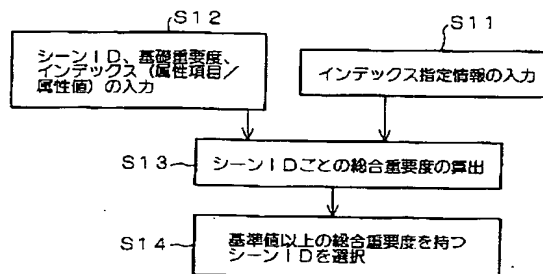 S12
シーンID、基礎重要度、
インデックス(属性項目/
属性値)の入力
S11
インデックス指定情報の入力
S13
シーンIDごとの総合重要度の算出
S14
基準値以上の総合重要度を持つ
シーンIDを選択